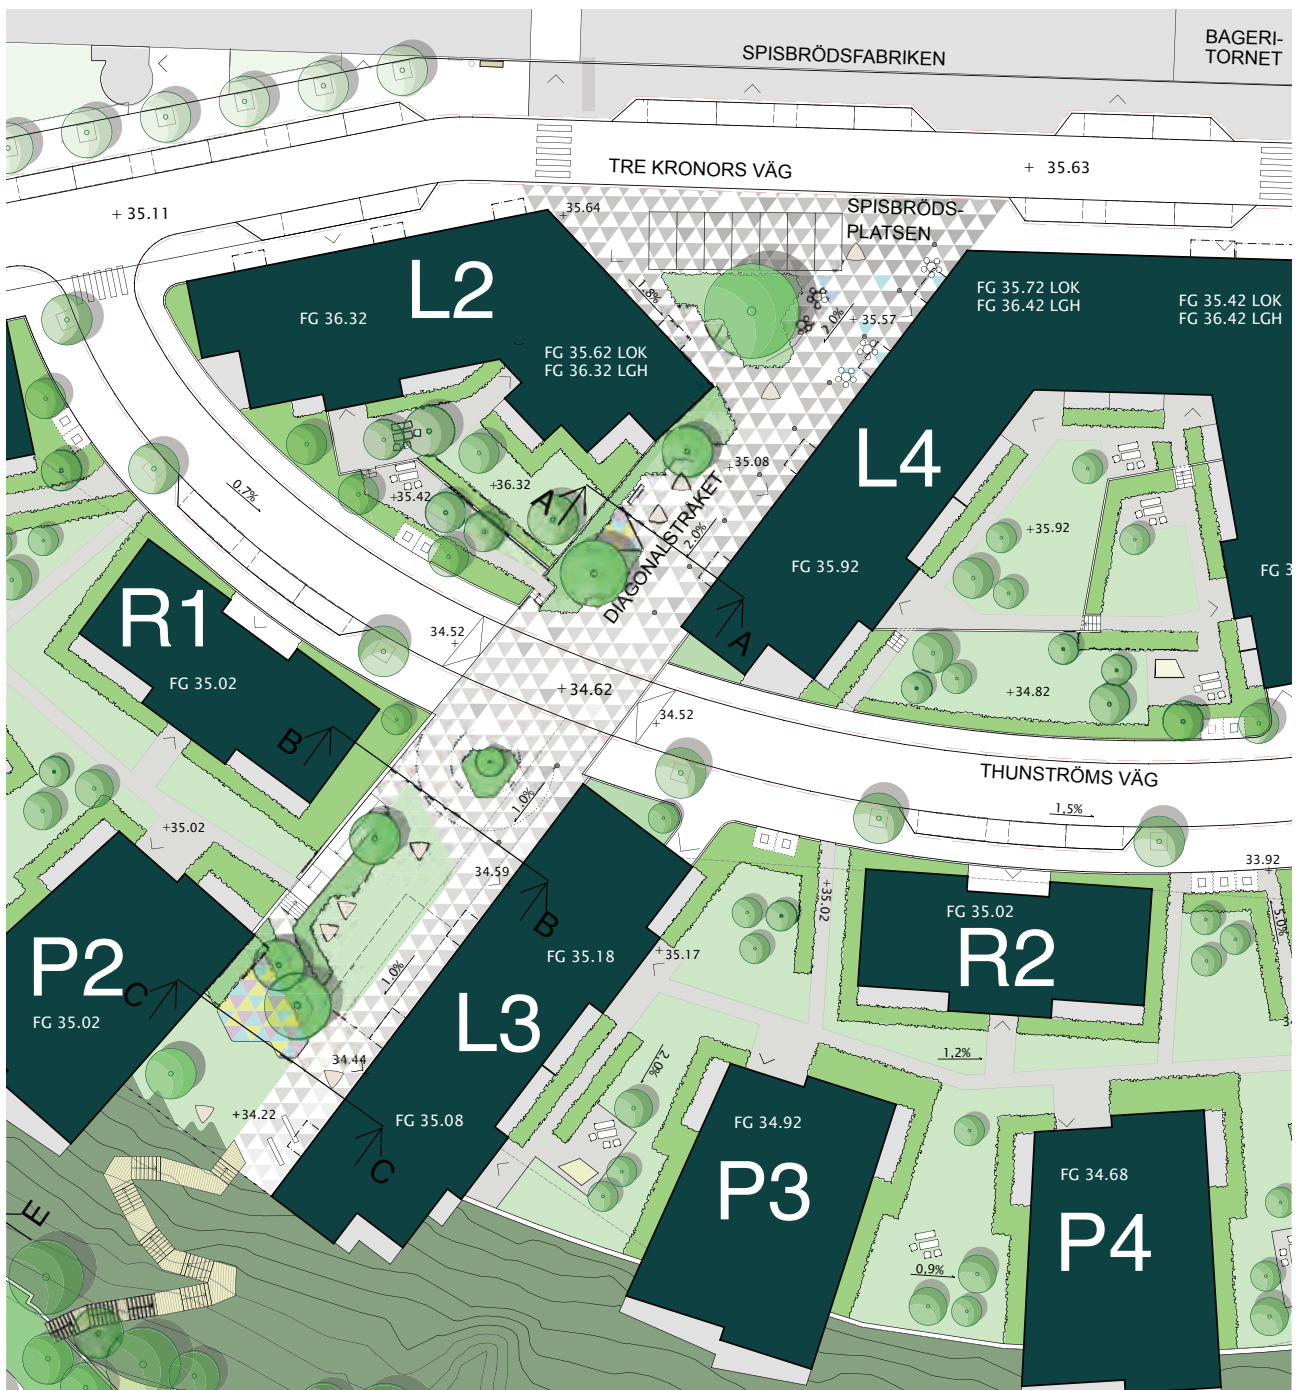 SPISBRÖDSFABRIKEN
BAGERI-
TORNET
TRE KRONORS VÄG
+ 35.63
+ 35.11
+35.64
SPISBRÖDS-
PLATSEN
L2
FG 36.32
FG 35.62 LOK
FG 36.32 LGH
1.8%
1.0%
+35.57
FG 35.72 LOK
FG 36.42 LGH
FG 35.42 LOK
FG 36.42 LGH
L4
+35.08
+36.32
+35.42
0.7%
A
DIAGONALSTRÅKET
2.0%
+35.92
FG 35.92
FG 3
R1
FG 35.02
34.52
+34.62
A
+34.82
34.52
B
THUNSTRÖMS VÄG
1.0%
1,5%
+35.02
34.59
33.92
B
+35.02
FG 35.02
R2
5.0%
P2
FG 35.02
C
1.0%
FG 35.18
+35.17
L3
34.44
2.0%
1,2%
34
+34.22
FG 35.08
C
FG 34.92
P3
FG 34.68
P4
E
0,9%